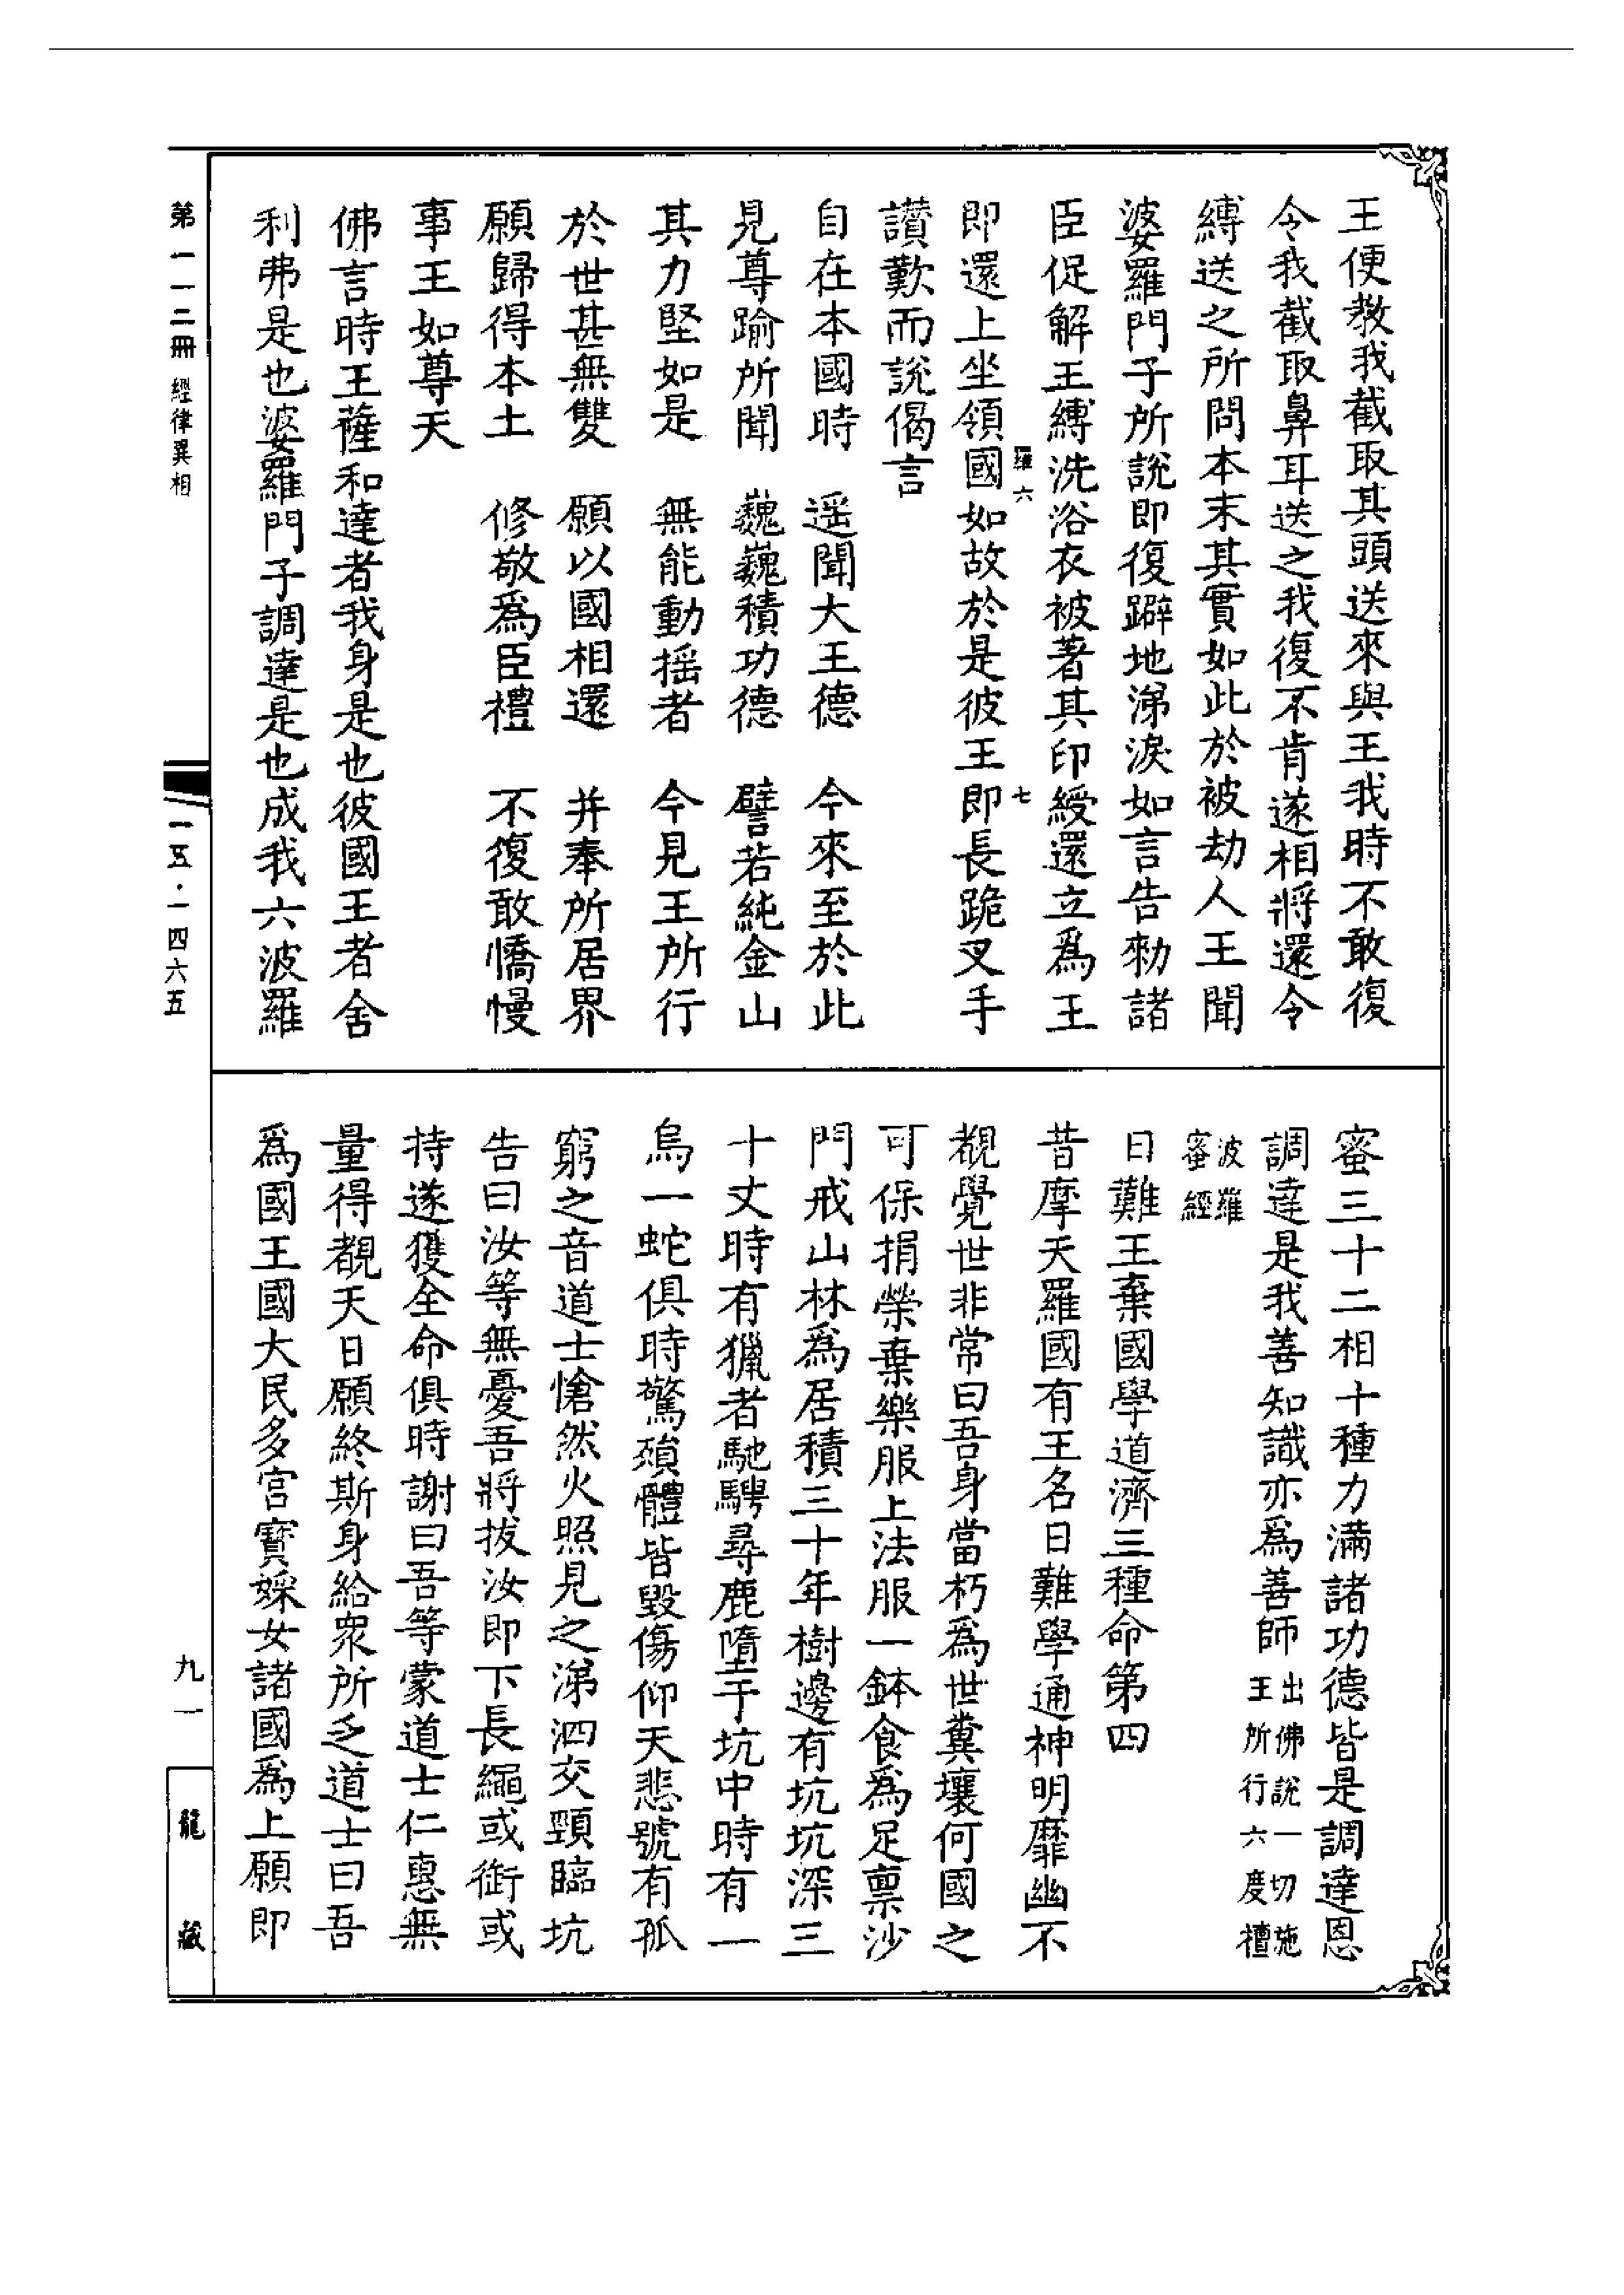 王便教我截取其頭送來與王我時不敢復
令我截取鼻耳送之我復不肯遂相將還令
縛送之所問本末其實如此於被劫人王聞
婆羅門子所說即復躃地涕淚如言告勑諸
臣促解王縛洗浴衣被著其印綬還立為王
羅六 七
即還上坐領國如故於是彼王即長跪叉手
讚歎而說偈言
自在本國時 遥聞大王德 今來至於此
見尊踰所聞 巍巍積功德 譬若純金山
其力堅如是 無能動揺者 今見王所行
於世甚無雙 願以國相還 并奉所居界
願歸得本土 修敬為臣禮 不復敢憍慢
事王如尊天
佛言時王薩和達者我身是也彼國王者舍
利弗是也婆羅門子調達是也成我六波羅
蜜三十二相十種力滿諸功德皆是調達恩
調達是我善知識亦為善師出佛說一切施
王所行六度檀
波羅
蜜經
日難王棄國學道濟三種命第四
昔摩天羅國有王名日難學通神明靡幽不
覩覺世非常曰吾身當朽為世糞壤何國之
可保捐榮棄樂服上法服一鉢食為足稟沙
門戒山林為居積三十年樹邊有坑坑深三
十丈時有獵者馳騁尋鹿墮于坑中時有一
烏一蛇俱時驚殞體皆毀傷仰天悲號有孤
窮之音道士愴然火照見之涕泗交頸臨坑
告曰汝等無憂吾將拔汝即下長繩或銜或
持遂獲全命俱時謝曰吾等蒙道士仁惠無
量得覩天日願終斯身給眾所乏道士曰吾
為國王國大民多宮寶婇女諸國為上願即
第一一二冊 經律異相
一五·一四六五
九一
龍藏